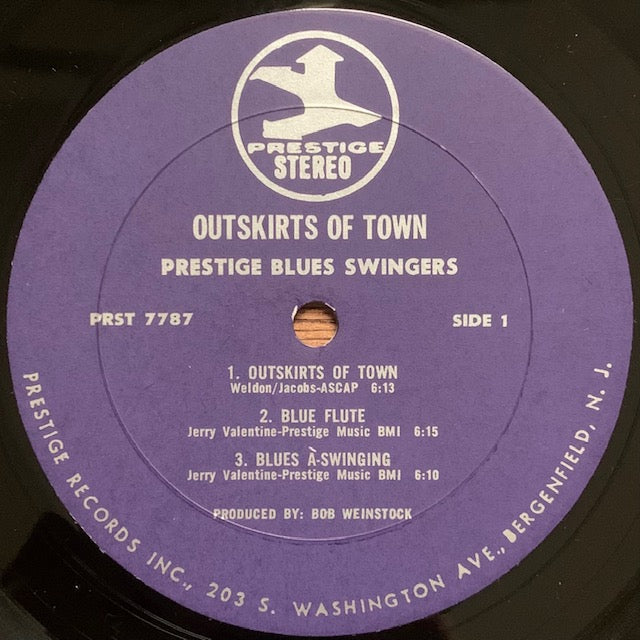 PRESTIGE
STEREO
OUTSKIRTS OF TOWN
PRESTIGE BLUES SWINGERS
PRST 7787
SIDE 1
1. OUTSKIRTS OF TOWN
Weldon/Jacobs-ASCAP 6:13
2. BLUE FLUTE
Jerry Valentine-Prestige Music BMI 6:15
3. BLUES À-SWINGING
Jerry Valentine-Prestige Music BMI 6:10
PRODUCED BY: BOB WEINSTOCK
PRESTIGE RECORDS INC., 203 S. WASHINGTON AVE., BERGENFIELD, N. J.